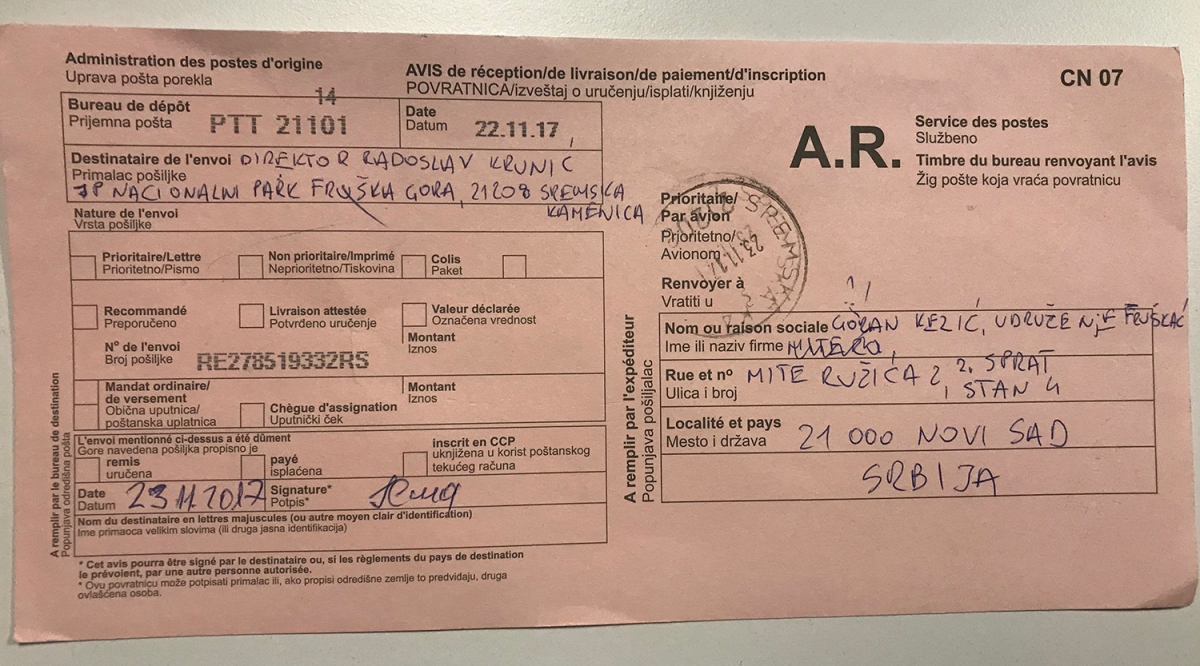 Administration des postes d'origine
Uprava pošta porekla
AVIS de réception/de livraison/de paiement/d'inscription
POVRATNICA/izveštaj o uručenju/isplati/knjiženju
CN 07
Bureau de dépôt
Prijemna pošta
14
PTT 21101
Date
Datum
22.11.17
Destinataire de l'envoi DIREKTOR RADOSLAV KRUNIĆ
Primalac pošiljke
JP NACIONALNI PARK FRUŠKA GORA, 21208 SREMSKA
KAMENICA
Nature de l'envoi
Vrsta pošiljke
Prioritaire/Lettre
Prioritetno/Pismo
Non prioritaire/Imprimé
Neprioritetno/Tiskovina
Colis
Paket
Recommandé
Preporučeno
Livraison attestée
Potvrđeno uručenje
Valeur déclarée
Označena vrednost
N° de l'envoi
Broj pošiljke
RE278519332RS
Montant
Iznos
Mandat ordinaire/
de versement
Obična uputnica/
poštanska uplatnica
Chègue d'assignation
Uputnički ček
Montant
Iznos
A remplir par le bureau de destination
Popunjava odredišna pošta
L'envoi mentionné ci-dessus a été dûment
Gore navedena pošiljka propisno je
remis
uručena
payé
isplaćena
inscrit en CCP
uknjižena u korist poštanskog
tekućeg računa
Date
Datum
23.11.2017
Signature*
Potpis*
Nom du destinataire en lettres majuscules (ou autre moyen clair d'identification)
Ime primaoca velikim slovima (ili druga jasna identifikacija)
* Cet avis pourra être signé par le destinataire ou, si les règlements du pays de destination
le prévoient, par une autre personne autorisée.
* Ovu povratnicu može potpisati primalac ili, ako propisi odredišne zemlje to predviđaju, druga
ovlašćena osoba.
A.R.
Service des postes
Službeno
Timbre du bureau renvoyant l'avis
Žig pošte koja vraća povratnicu
Prioritaire/
Par avion
Prjoritetno/
Avionom
SREMSKA
23.11.17
Renvoyer à
Vratiti u
A remplir par l'expéditeur
Popunjava pošiljalac
Nom ou raison sociale GORAN KEZIĆ, UDRUŽENJE FRUŠKAĆ
Ime ili naziv firme
Rue et nº MITE RUŽIĆA 2, 2. SPRAT
Ulica i broj
, STAN 4
Localité et pays
Mesto i država
21 000 NOVI SAD
SRBIJA